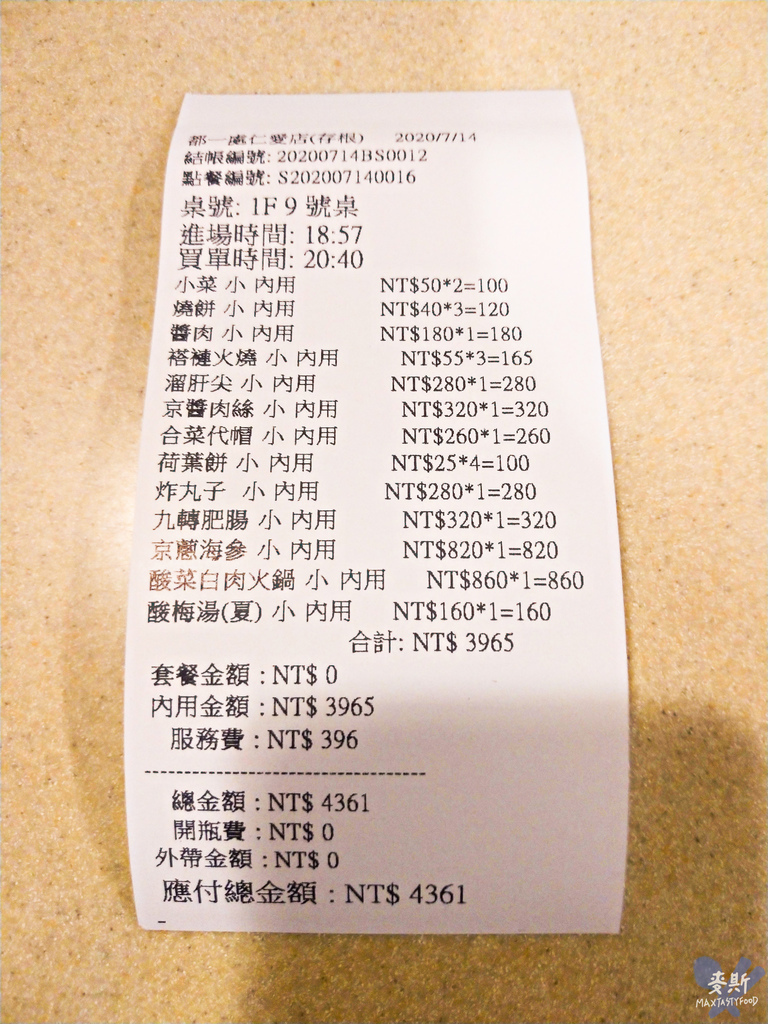 都一處仁愛店(存根) 2020/7/14
結帳編號: 20200714BS0012
點餐編號: S202007140016
桌號: 1F 9 號桌
進場時間: 18:57
買單時間: 20:40
小菜 小 內用 NT$50*2=100
燒餅 小 內用 NT$40*3=120
醬肉 小 內用 NT$180*1=180
褡褳火燒 小 內用 NT$55*3=165
溜肝尖 小 內用 NT$280*1=280
京醬肉絲 小 內用 NT$320*1=320
合菜代帽 小 內用 NT$260*1=260
荷葉餅 小 內用 NT$25*4=100
炸丸子 小 內用 NT$280*1=280
九轉肥腸 小 內用 NT$320*1=320
京蔥海參 小 內用 NT$820*1=820
酸菜白肉火鍋 小 內用 NT$860*1=860
酸梅湯(夏) 小 內用 NT$160*1=160
合計: NT$ 3965
套餐金額 : NT$ 0
內用金額 : NT$ 3965
服務費 : NT$ 396
------------------------------------
總金額 : NT$ 4361
開瓶費 : NT$ 0
外帶金額 : NT$ 0
應付總金額 : NT$ 4361
麥斯
MAXTASTYFOOD